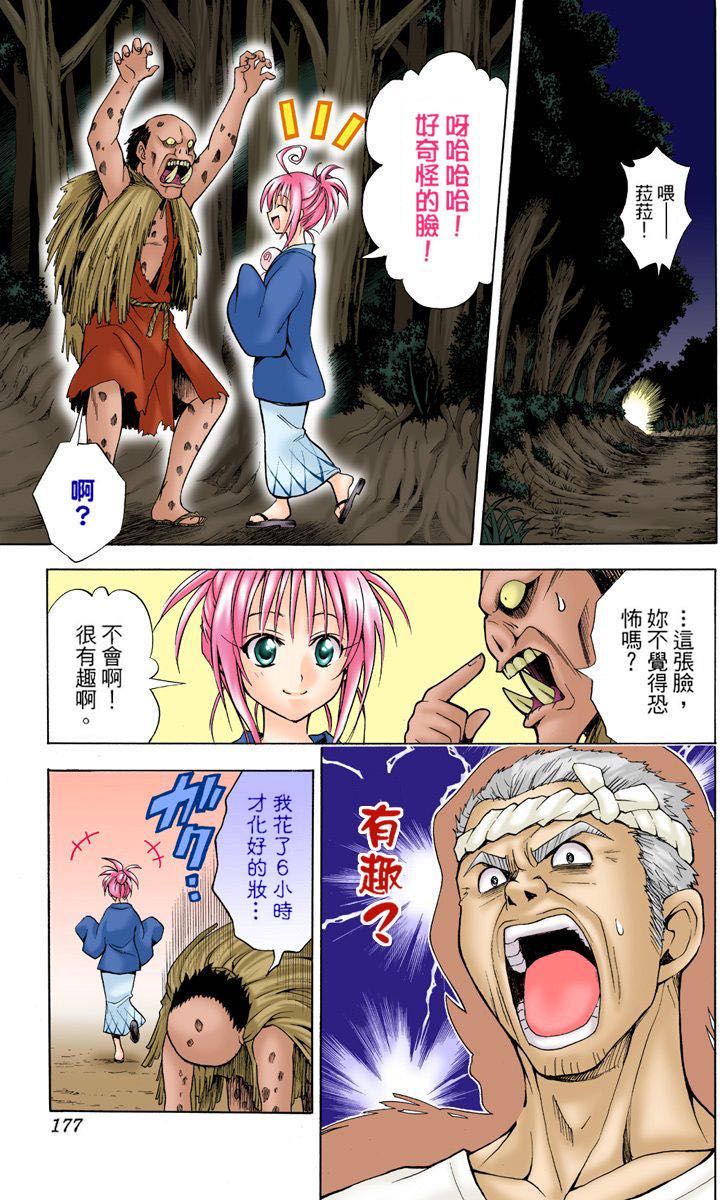 喂——
菈菈！
呀哈哈哈！
好奇怪的臉！
啊？
…這張臉，
妳不覺得恐
怖嗎？
不會啊！
很有趣啊。
有趣？
我花了6小時
才化好的妝…
ガク…
177